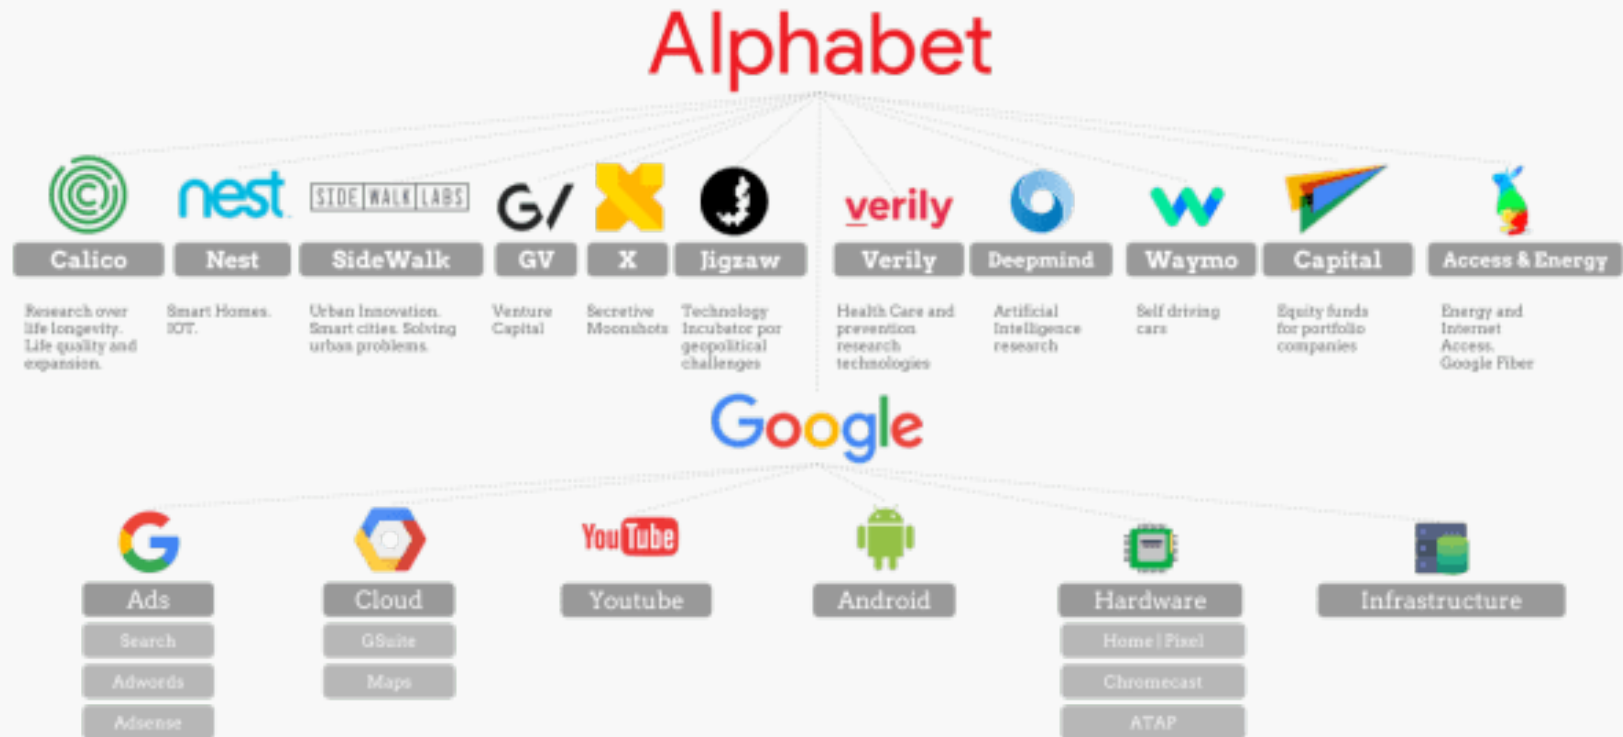 Alphabet
nest
SIDE WALK LABS
G/
verily
Calico
Nest
SideWalk
GV
X
Jigzaw
Verily
Deepmind
Waymo
Capital
Access & Energy
Research over
life longevity.
Life quality and
expansion.
Smart Homes.
IOT.
Urban Innovation.
Smart cities. Solving
urban problems.
Venture
Capital
Secretive
Moonshots
Technology
Incubator por
geopolitical
challenges
Health Care and
prevention
research
technologies
Artificial
Intelligence
research
Self driving
cars
Equity funds
for portfolio
companies
Energy and
Internet
Access.
Google Fiber
Google
G
YouTube
Ads
Search
Adwords
Adsense
Cloud
GSuite
Maps
Youtube
Android
Hardware
Home | Pixel
Chromecast
ATAP
Infrastructure